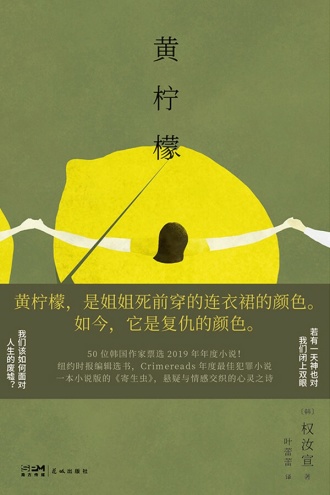 黄柠檬
黄柠檬，是姐姐死前穿的连衣裙的颜色。
如今，它是复仇的颜色。
若有一天神也对
我们闭上双眼
我们该如何面对
人生的废墟？
50 位韩国作家票选 2019 年年度小说！
纽约时报编辑选书，Crimereads 年度最佳犯罪小说
一本小说版的《寄生虫》，悬疑与情感交织的心灵之诗
[韩] 权汝宣 著
叶蕾蕾 译
南方传媒 花城出版社